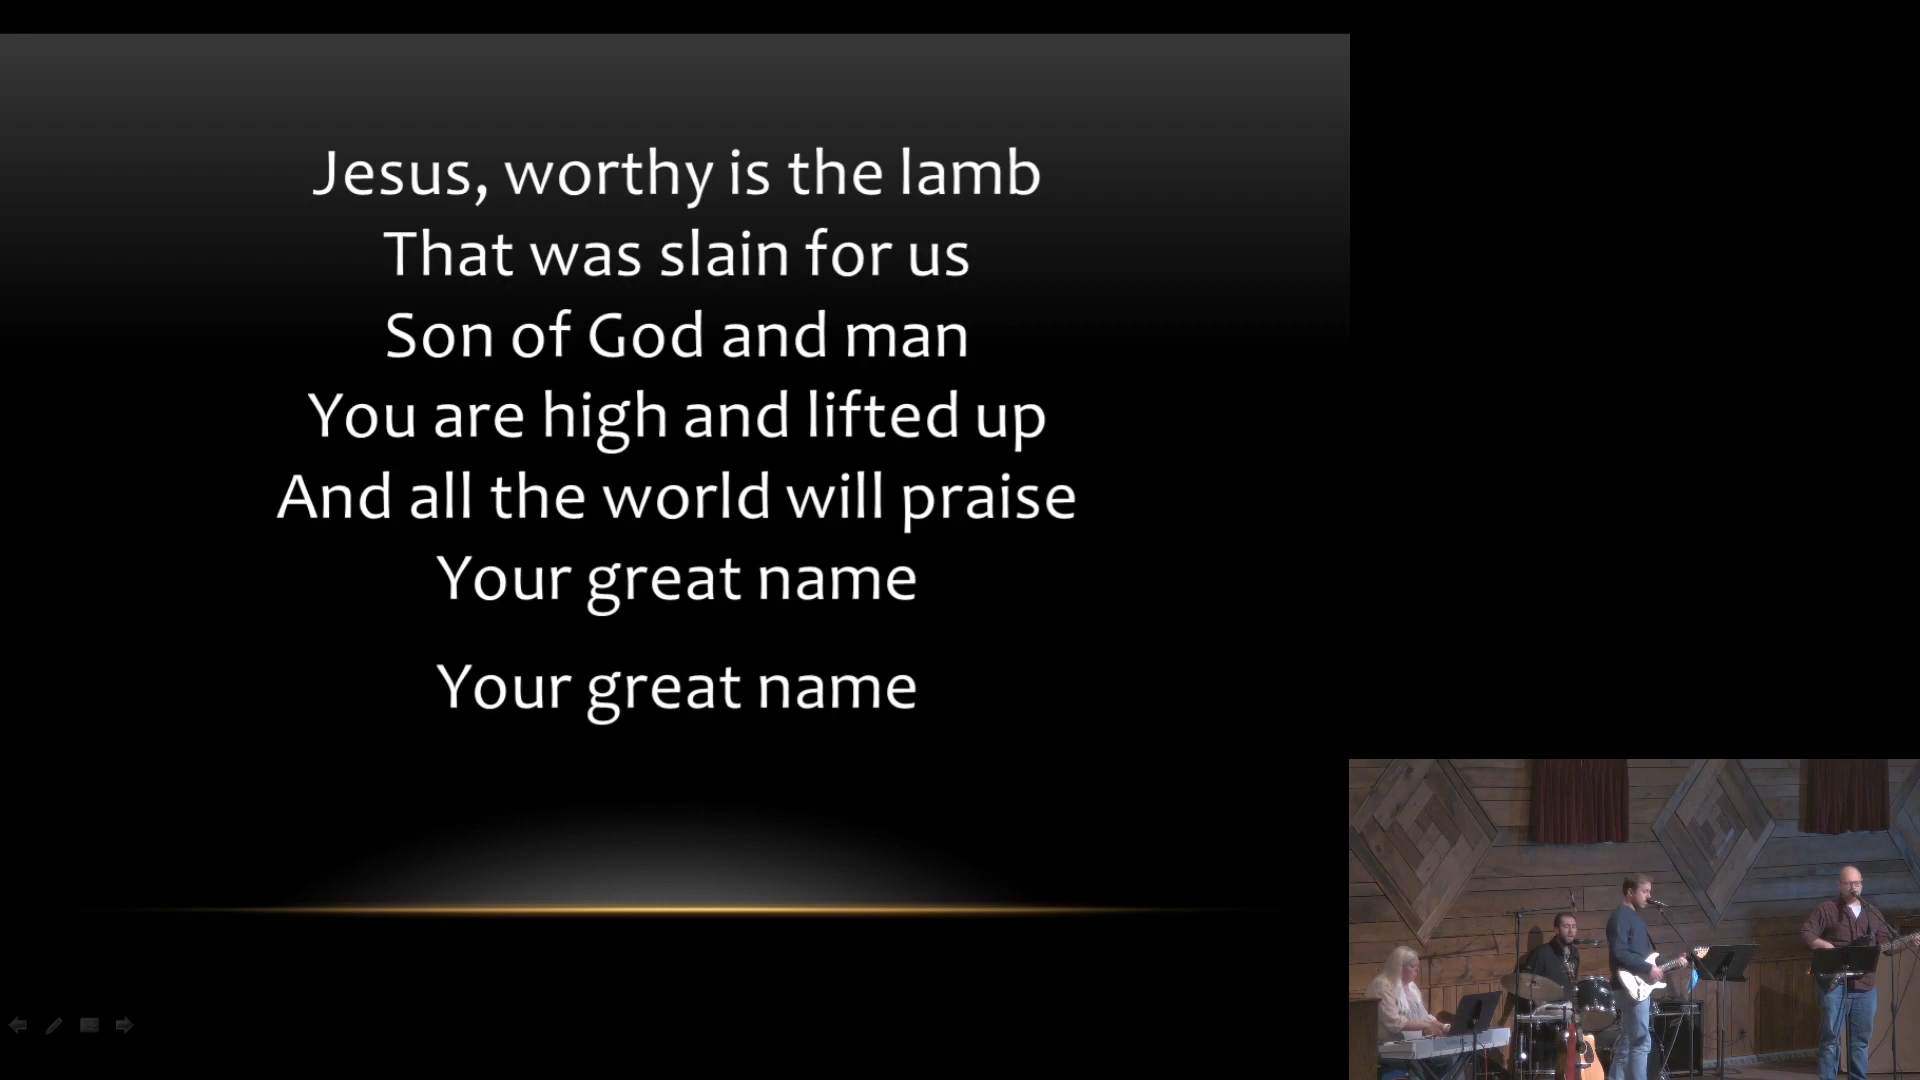 Jesus, worthy is the lamb
That was slain for us
Son of God and man
You are high and lifted up
And all the world will praise
Your great name
Your great name